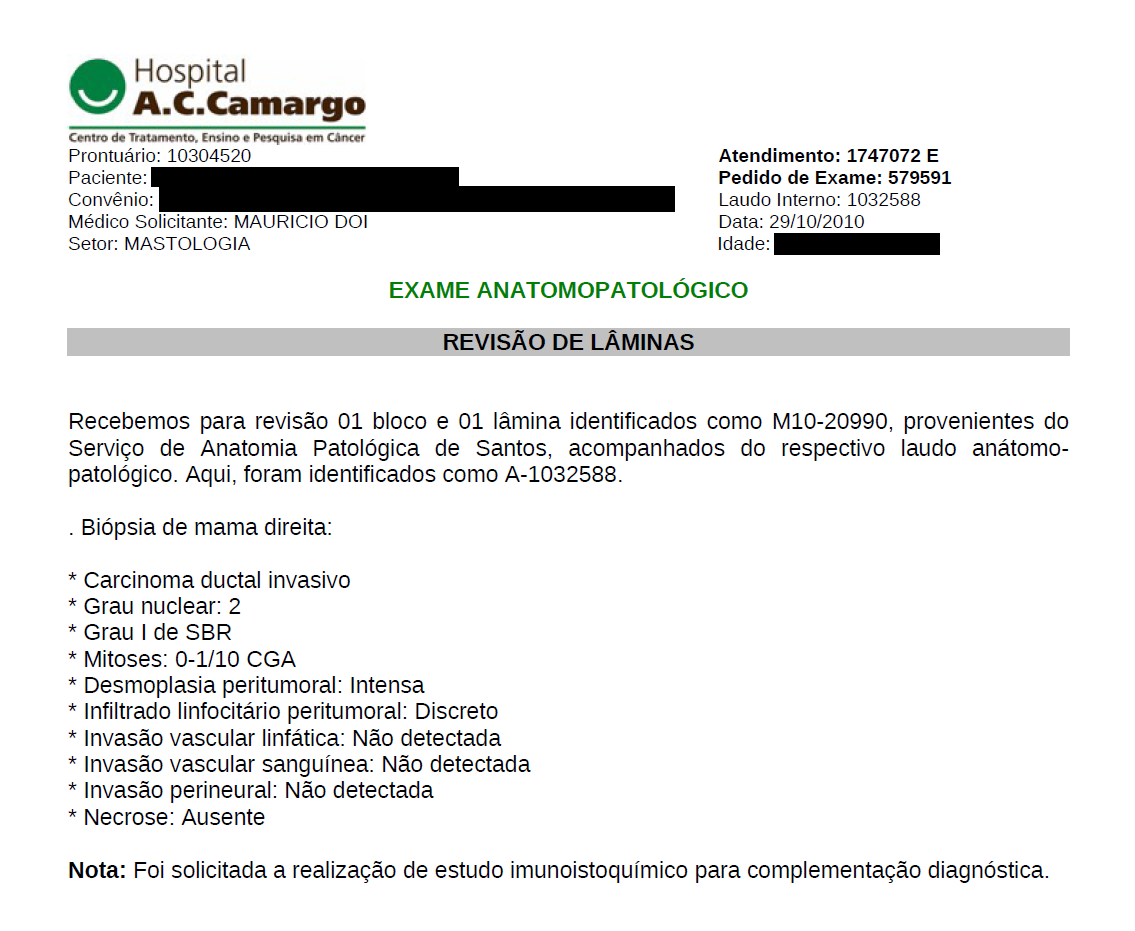 Hospital
A.C.Camargo
Centro de Tratamento, Ensino e Pesquisa em Câncer
Prontuário: 10304520
Atendimento: 1747072 E
Paciente:
Pedido de Exame: 579591
Convênio:
Laudo Interno: 1032588
Médico Solicitante: MAURICIO DOI
Data: 29/10/2010
Setor: MASTOLOGIA
Idade:
EXAME ANATOMOPATOLÓGICO
REVISÃO DE LÂMINAS
Recebemos para revisão 01 bloco e 01 lâmina identificados como M10-20990, provenientes do
Serviço de Anatomia Patológica de Santos, acompanhados do respectivo laudo anátomo-
patológico. Aqui, foram identificados como A-1032588.
. Biópsia de mama direita:
* Carcinoma ductal invasivo
* Grau nuclear: 2
* Grau I de SBR
* Mitoses: 0-1/10 CGA
* Desmoplasia peritumoral: Intensa
* Infiltrado linfocitário peritumoral: Discreto
* Invasão vascular linfática: Não detectada
* Invasão vascular sanguínea: Não detectada
* Invasão perineural: Não detectada
* Necrose: Ausente
Nota: Foi solicitada a realização de estudo imunoistoquímico para complementação diagnóstica.